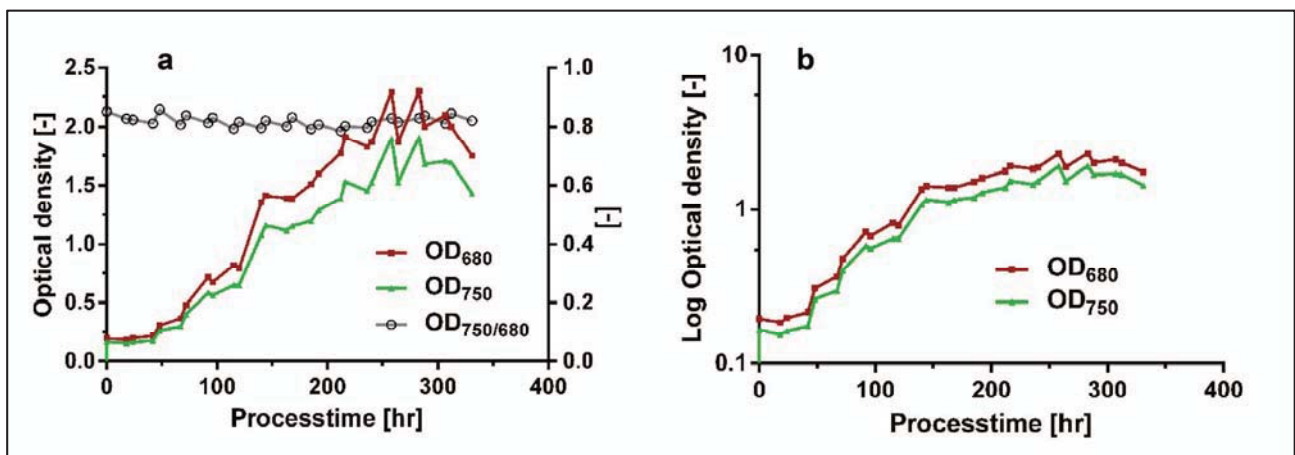 a
2.5
2.0
1.5
1.0
0.5
0.0
Optical density [-]
1.0
0.8
0.6
0.4
0.2
0.0
[-]
OD680
OD750
OD750/680
0
100
200
300
400
Processtime [hr]
b
10
1
0.1
Log Optical density [-]
OD680
OD750
0
100
200
300
400
Processtime [hr]